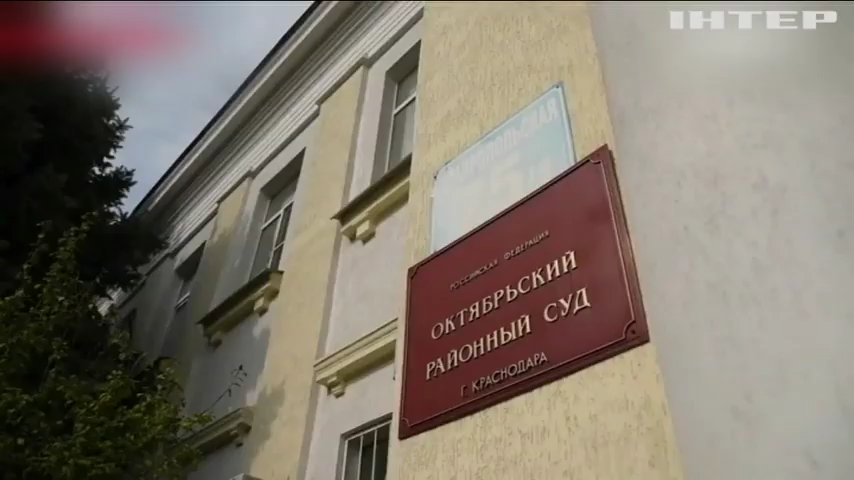 ІНТЕР
РОССИЙСКАЯ ФЕДЕРАЦИЯ
ОКТЯБРЬСКИЙ
РАЙОННЫЙ СУД
Г. КРАСНОДАРА